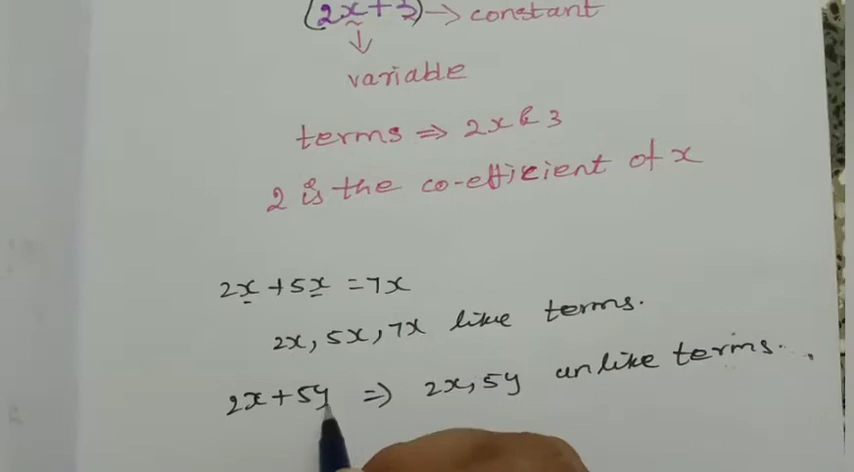 (2x+3) → constant
↓
variable
terms ⇒ 2x & 3
2 is the co-efficient of x
2x + 5x = 7x
2x, 5x, 7x like terms.
2x + 5y ⇒ 2x, 5y unlike terms.